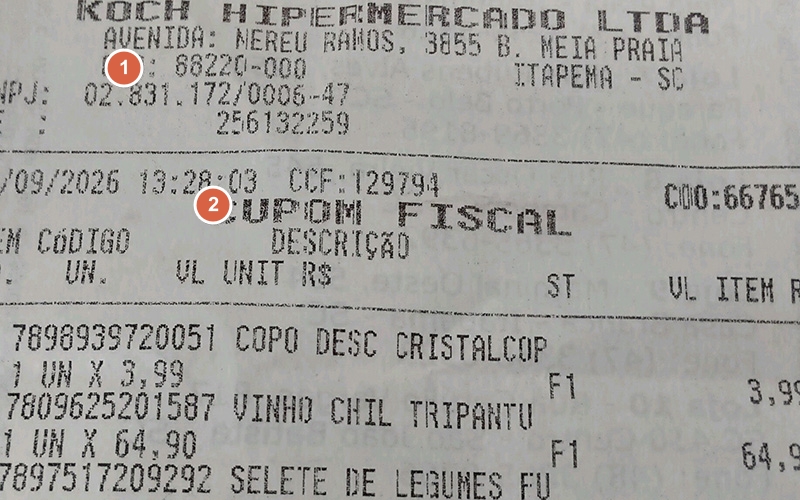 KOCH HIPERMERCADO LTDA
AVENIDA: NEREU RAMOS, 3855 B. MEIA PRAIA
1 : 88220-000 ITAPEMA - SC
NPJ: 02.831.172/0006-47
E : 256132259
/09/2026 13:28:03 CCF:129794 COO:66765
2 CUPOM FISCAL
EM CóDIGO DESCRIÇÃO
. UN. VL UNIT R$ ST VL ITEM R
7898939720051 COPO DESC CRISTALCOP
1 UN X 3,99 F1 3,99
7809625201587 VINHO CHIL TRIPANTU
1 UN X 64,90 F1 64,9
7897517209292 SELETE DE LEGUMES FU